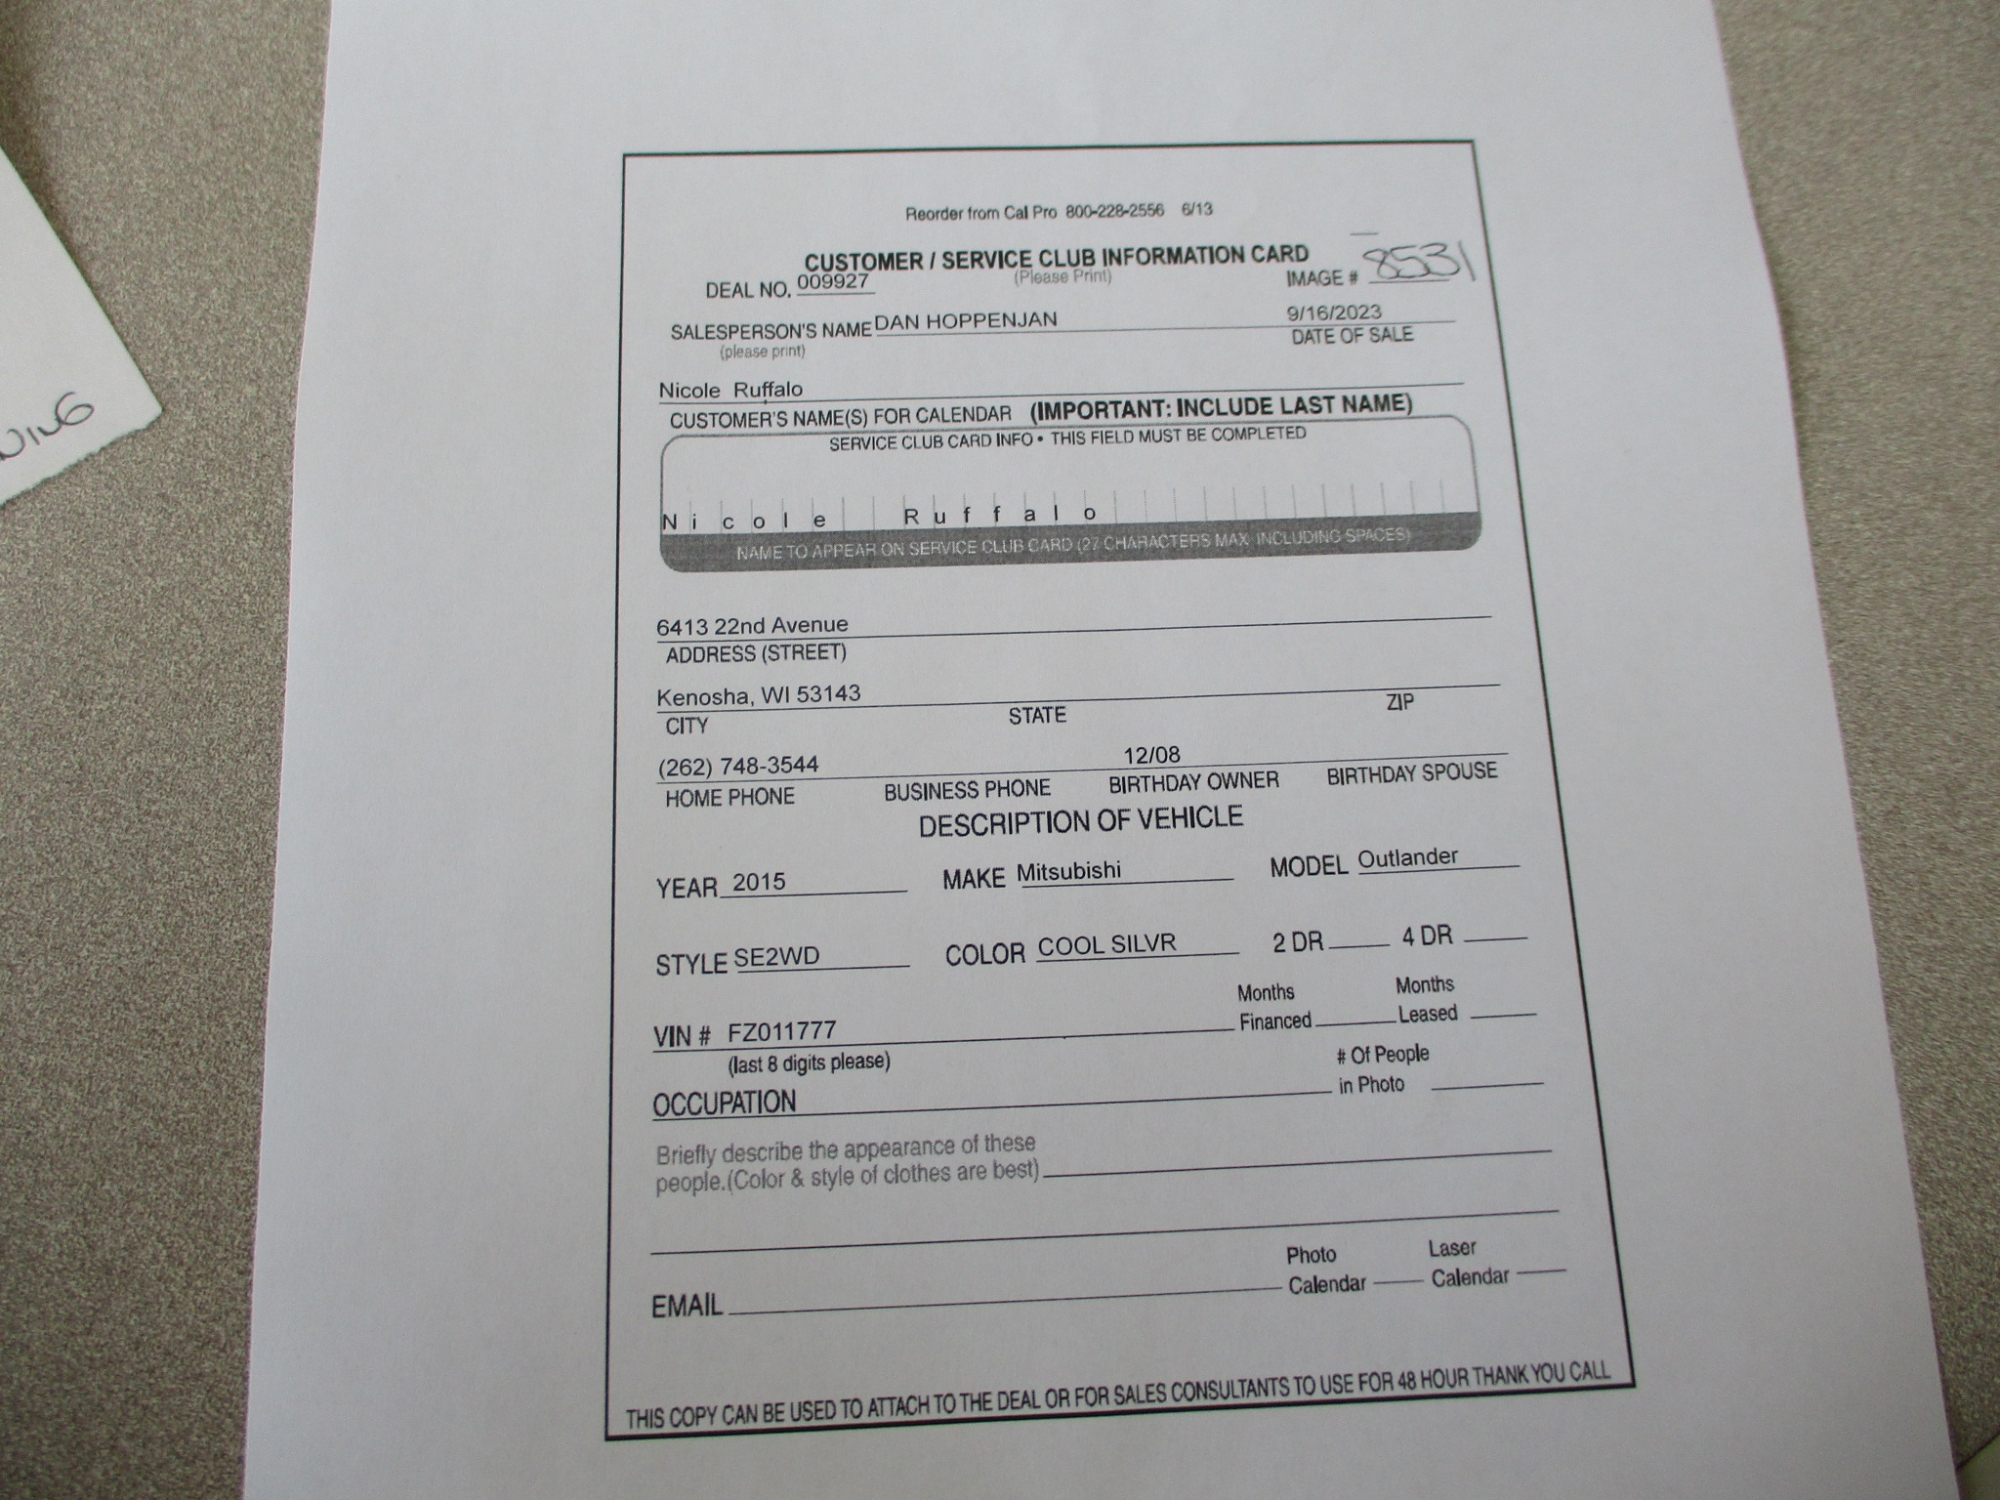 Reorder from Cal Pro 800-228-2556 6/13
CUSTOMER / SERVICE CLUB INFORMATION CARD
DEAL NO. 009927 (Please Print) IMAGE # 8531
SALESPERSON'S NAME DAN HOPPENJAN 9/16/2023
(please print) DATE OF SALE
Nicole Ruffalo
CUSTOMER'S NAME(S) FOR CALENDAR (IMPORTANT: INCLUDE LAST NAME)
SERVICE CLUB CARD INFO • THIS FIELD MUST BE COMPLETED
Nicole Ruffalo
NAME TO APPEAR ON SERVICE CLUB CARD (27 CHARACTERS MAX INCLUDING SPACES)
6413 22nd Avenue
ADDRESS (STREET)
Kenosha, WI 53143
CITY STATE ZIP
(262) 748-3544 12/08
HOME PHONE BUSINESS PHONE BIRTHDAY OWNER BIRTHDAY SPOUSE
DESCRIPTION OF VEHICLE
YEAR 2015 MAKE Mitsubishi MODEL Outlander
STYLE SE2WD COLOR COOL SILVR 2 DR 4 DR
Months Months
VIN # FZ011777 Financed Leased
(last 8 digits please) # Of People
OCCUPATION in Photo
Briefly describe the appearance of these
people.(Color & style of clothes are best)
Photo Laser
EMAIL Calendar Calendar
THIS COPY CAN BE USED TO ATTACH TO THE DEAL OR FOR SALES CONSULTANTS TO USE FOR 48 HOUR THANK YOU CALL